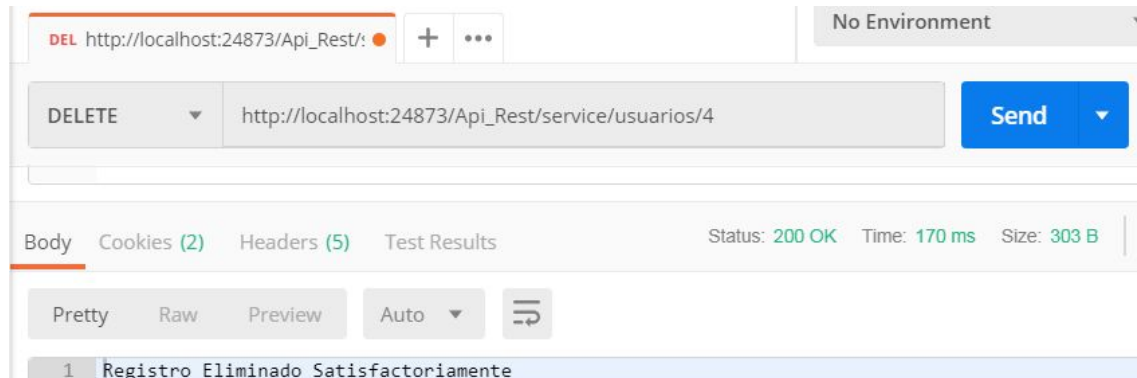 DEL http://localhost:24873/Api_Rest/s
No Environment
DELETE http://localhost:24873/Api_Rest/service/usuarios/4 Send
Body Cookies (2) Headers (5) Test Results Status: 200 OK Time: 170 ms Size: 303 B
Pretty Raw Preview Auto
1 Registro Eliminado Satisfactoriamente